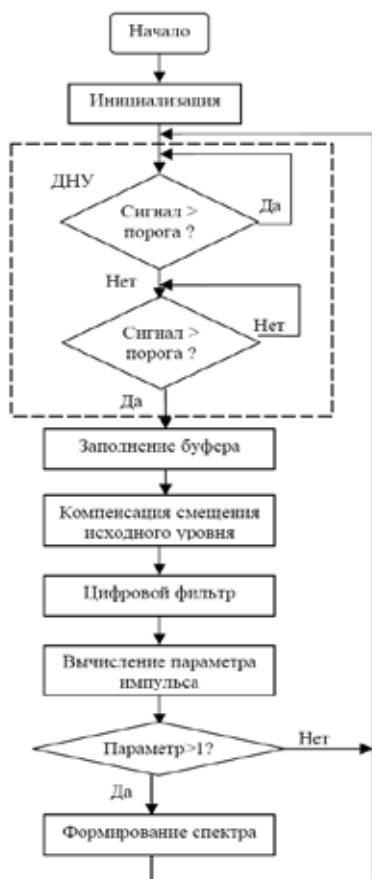 Начало
Инициализация
ДНУ
Сигнал >
порога ?
Да
Нет
Сигнал >
порога ?
Нет
Да
Заполнение буфера
Компенсация смещения
исходного уровня
Цифровой фильтр
Вычисление параметра
импульса
Параметр>1?
Нет
Да
Формирование спектра